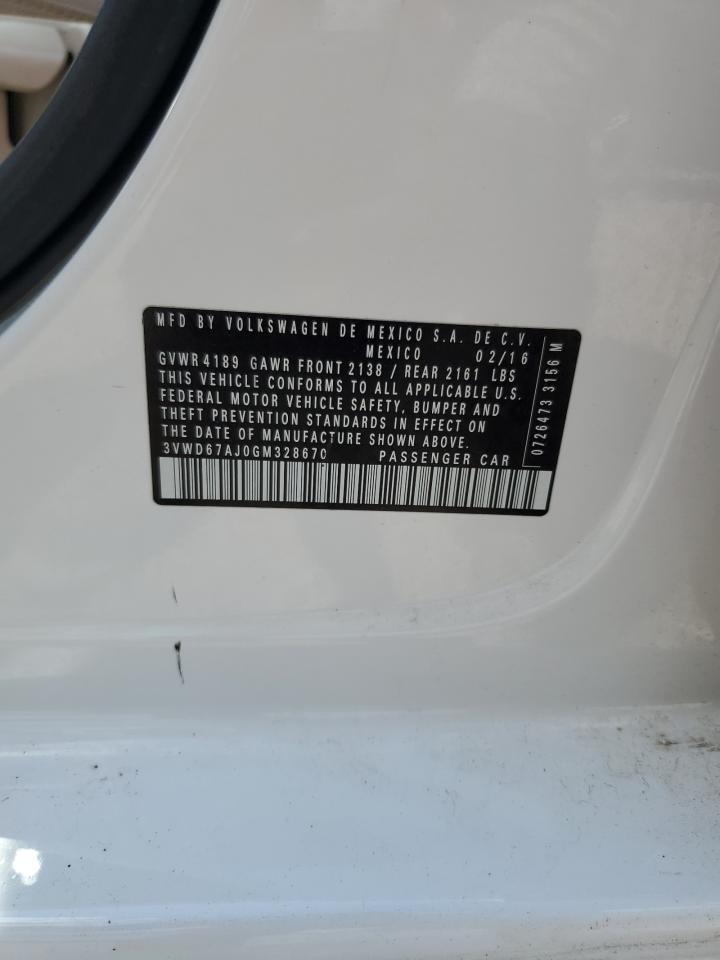 MFD BY VOLKSWAGEN DE MEXICO S.A. DE C.V.
MEXICO 02/16
GVWR 4189 GAWR FRONT 2138 / REAR 2161 LBS
THIS VEHICLE CONFORMS TO ALL APPLICABLE U.S.
FEDERAL MOTOR VEHICLE SAFETY, BUMPER AND
THEFT PREVENTION STANDARDS IN EFFECT ON
THE DATE OF MANUFACTURE SHOWN ABOVE.
3VWD67AJ0GM328670 PASSENGER CAR
0726473 3156 M